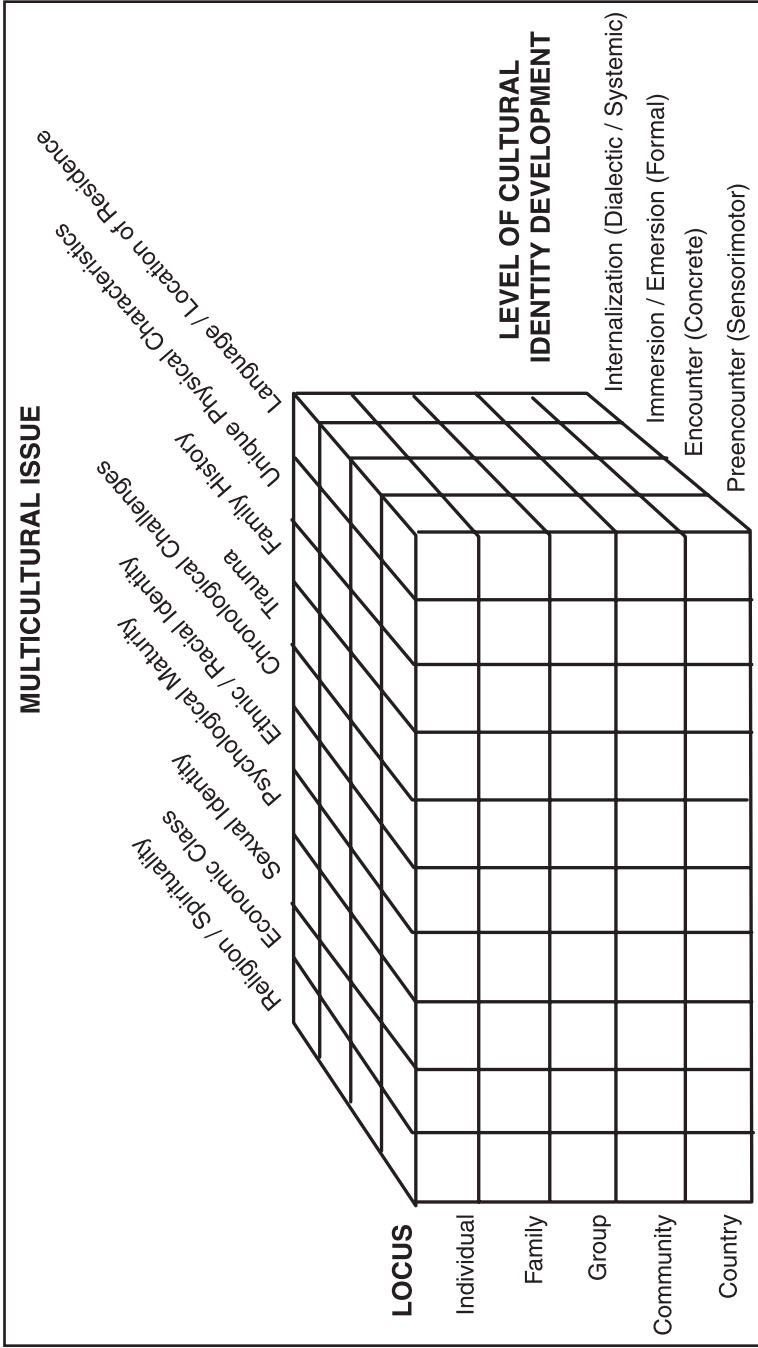 MULTICULTURAL ISSUE
Religion / Spirituality
Economic Class
Sexual Identity
Psychological Maturity
Ethnic / Racial Identity
Chronological Challenges
Trauma
Family History
Unique Physical Characteristics
Language / Location of Residence
LOCUS
Individual
Family
Group
Community
Country
LEVEL OF CULTURAL
IDENTITY DEVELOPMENT
Internalization (Dialectic / Systemic)
Immersion / Emersion (Formal)
Encounter (Concrete)
Preencounter (Sensorimotor)